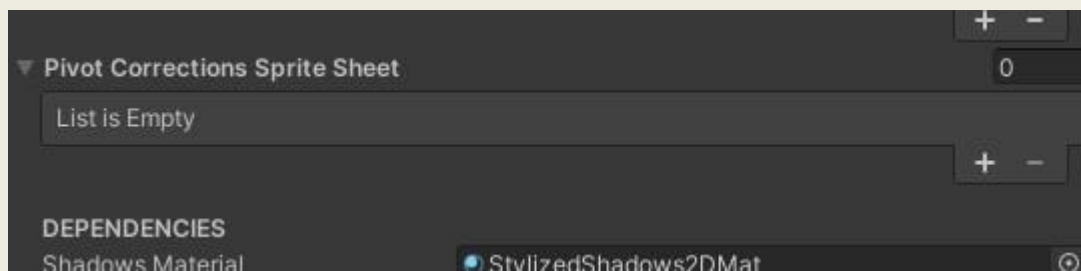 Pivot Corrections Sprite Sheet 0
List is Empty
DEPENDENCIES
Shadows Material StylizedShadows2DMat